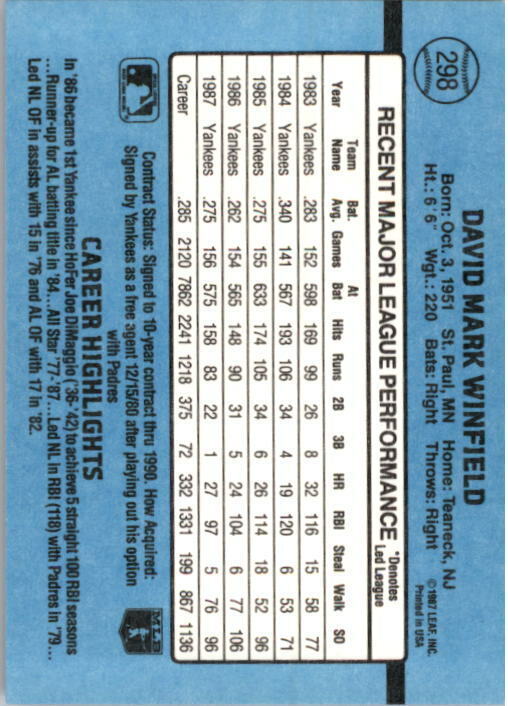 298
DAVID MARK WINFIELD
Born: Oct. 3, 1951 St. Paul, MN Home: Teaneck, NJ
Ht.: 6'6" Wgt.: 220 Bats: Right Throws: Right
©1987 LEAF, INC.
Printed in USA
RECENT MAJOR LEAGUE PERFORMANCE *Denotes Led League
Year Team Name Bat. Avg. Games At Bat Hits Runs 2B 3B HR RBI Steal Walk SO
1983 Yankees .283 152 598 169 99 26 8 32 116 15 58 77
1984 Yankees .340 141 567 193 106 34 4 19 120 6 53 71
1985 Yankees .275 155 633 174 105 34 6 26 114 18 52 96
1986 Yankees .262 154 565 148 90 31 5 24 104 6 77 106
1987 Yankees .275 156 575 158 83 22 1 27 97 5 76 96
Career .285 2120 7862 2241 1218 375 72 332 1331 199 867 1136
Contract Status: Signed to 10-year contract thru 1990. How Acquired:
Signed by Yankees as a free agent 12/15/80 after playing out his option
with Padres
MLB
CAREER HIGHLIGHTS
In '86 became 1st Yankee since HoFer Joe DiMaggio ('36-'42) to achieve 5 straight 100 RBI seasons
...Runner-up for AL batting title in '84...All Star '77-'87...Led NL in RBI (118) with Padres in '79...
Led NL OF in assists with 15 in '76 and AL OF with 17 in '82.